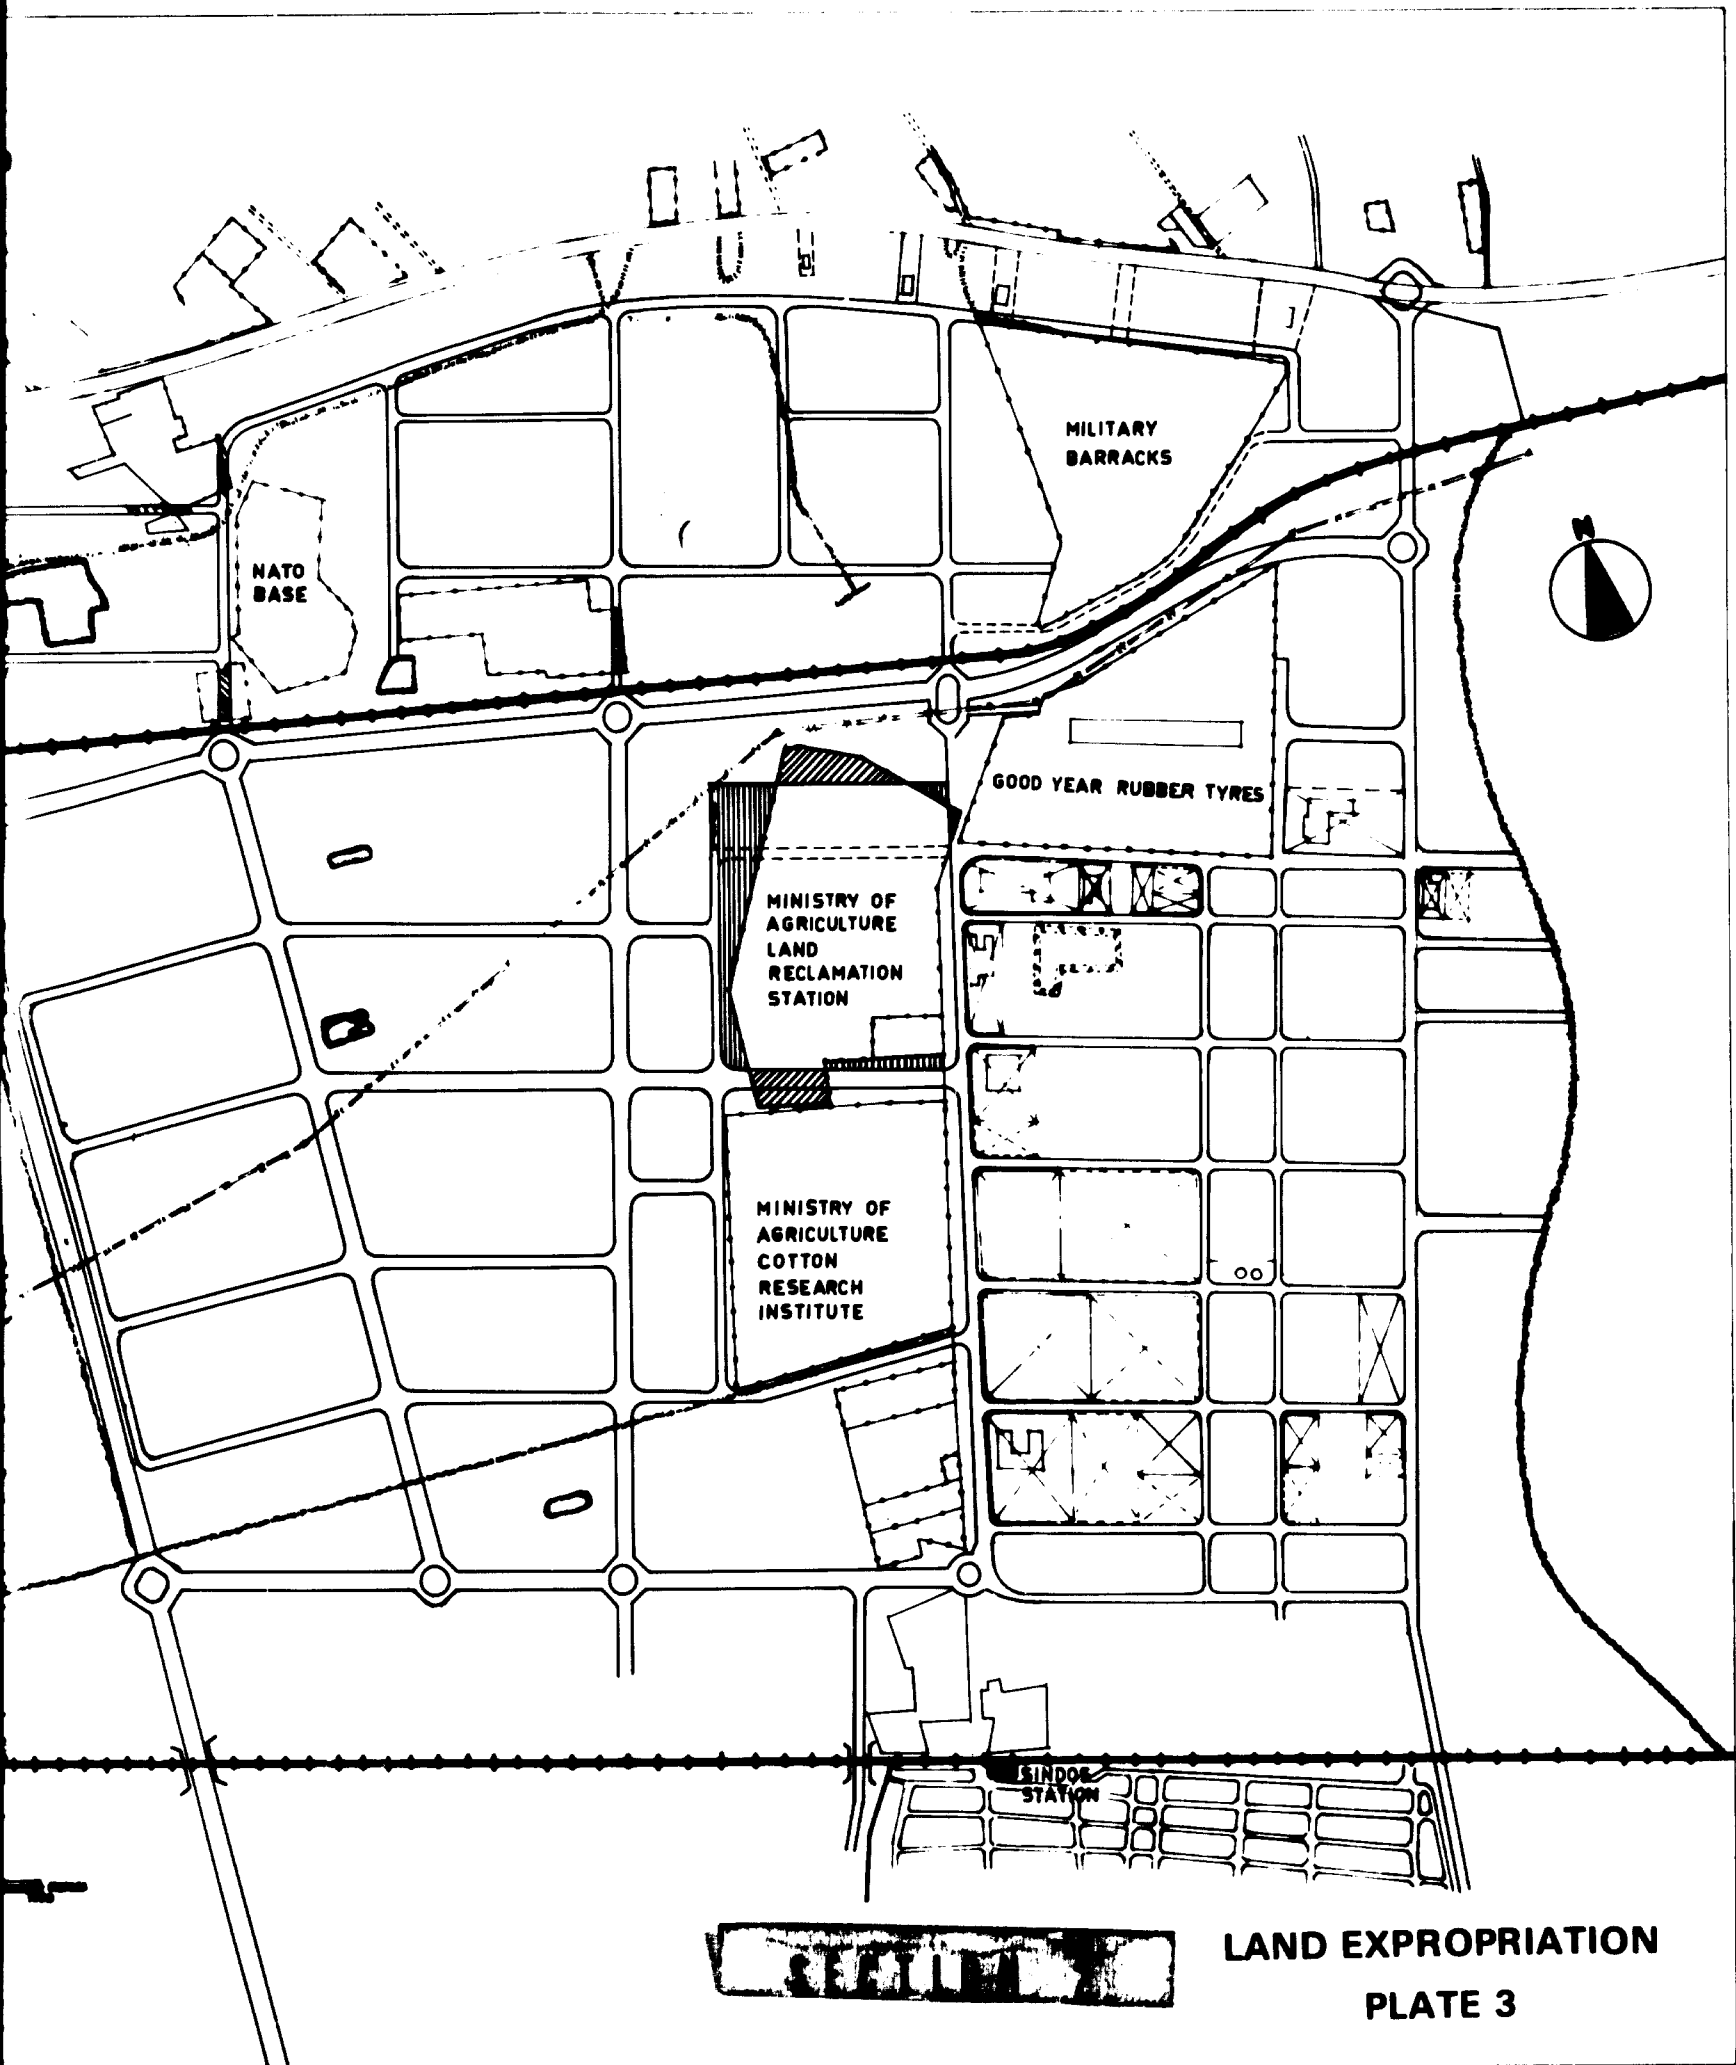 MILITARY
BARRACKS
N
NATO
BASE
GOOD YEAR RUBBER TYRES
MINISTRY OF
AGRICULTURE
LAND
RECLAMATION
STATION
MINISTRY OF
AGRICULTURE
COTTON
RESEARCH
INSTITUTE
SINDOS
STATION
LAND EXPROPRIATION
PLATE 3